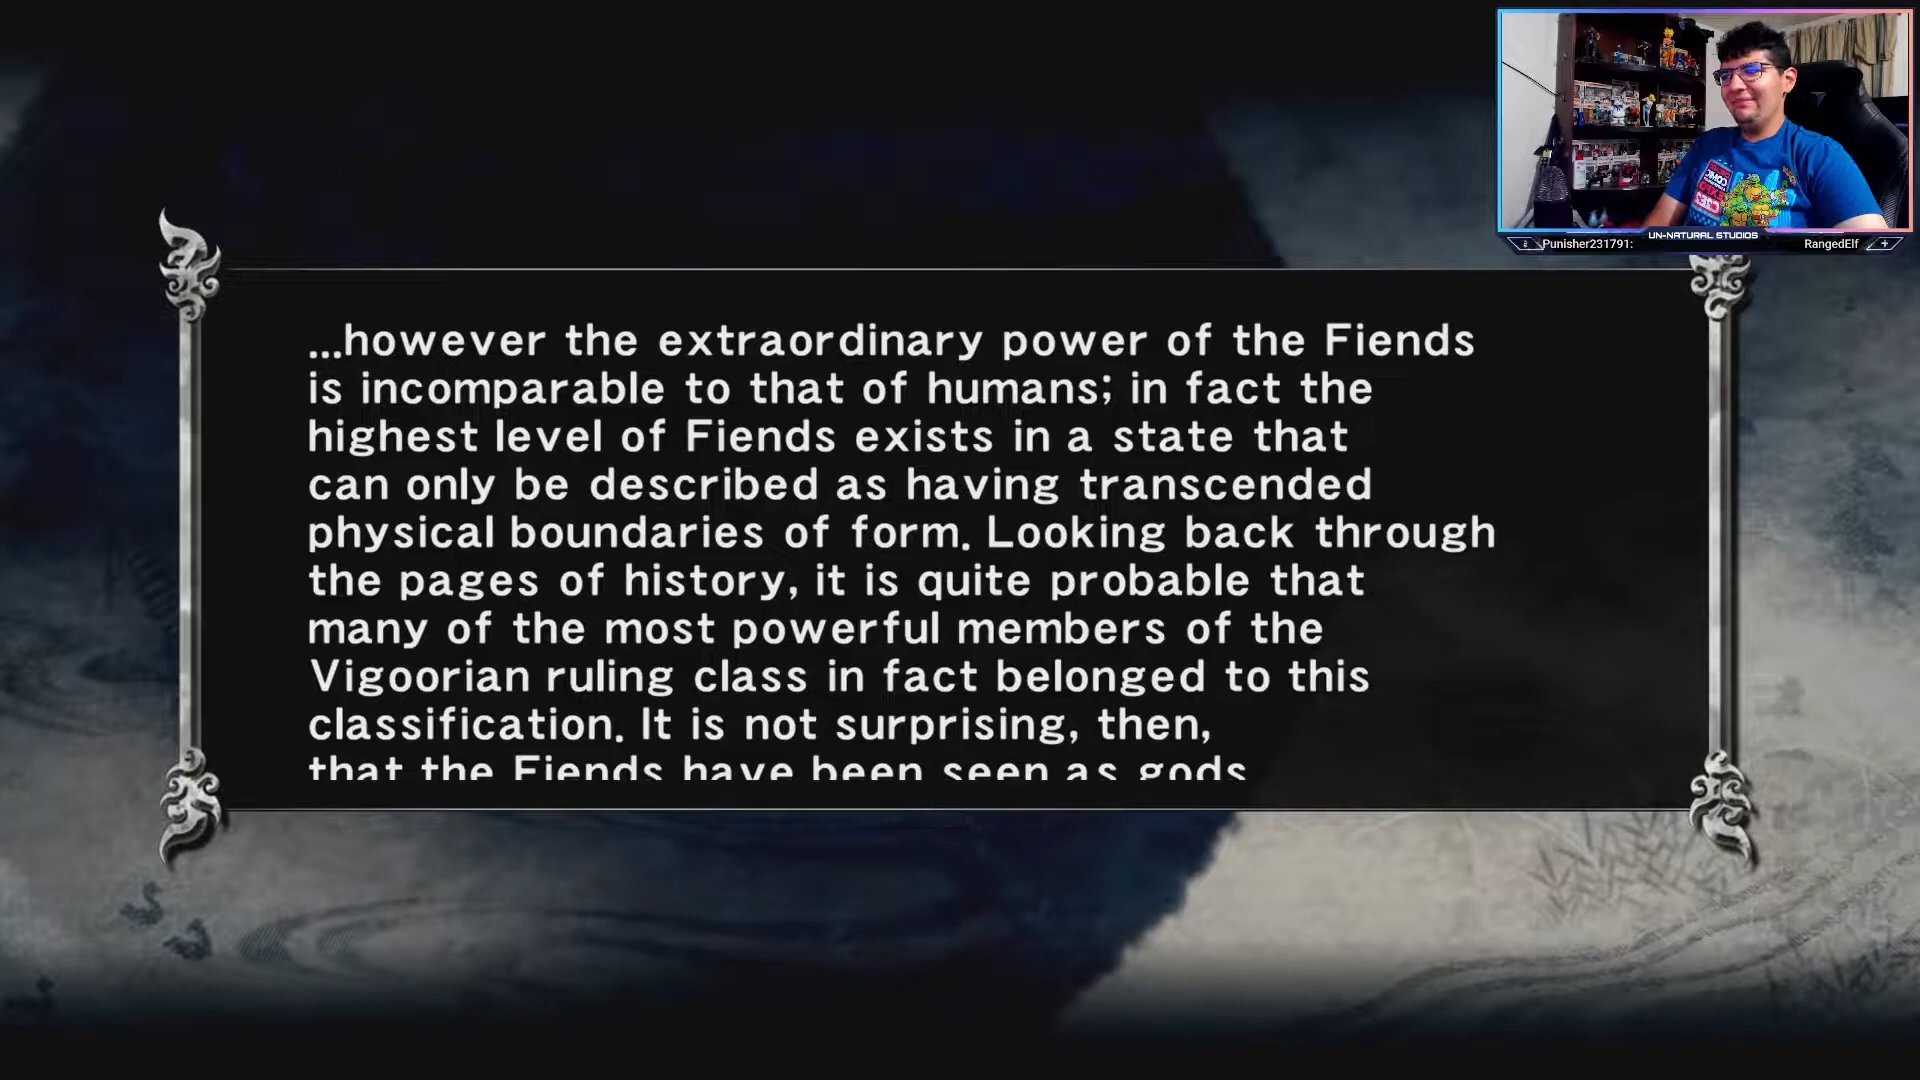 UN-NATURAL STUDIOS
Punisher231791:
RangedElf
...however the extraordinary power of the Fiends
is incomparable to that of humans; in fact the
highest level of Fiends exists in a state that
can only be described as having transcended
physical boundaries of form. Looking back through
the pages of history, it is quite probable that
many of the most powerful members of the
Vigoorian ruling class in fact belonged to this
classification. It is not surprising, then,
that the Fiends have been seen as gods